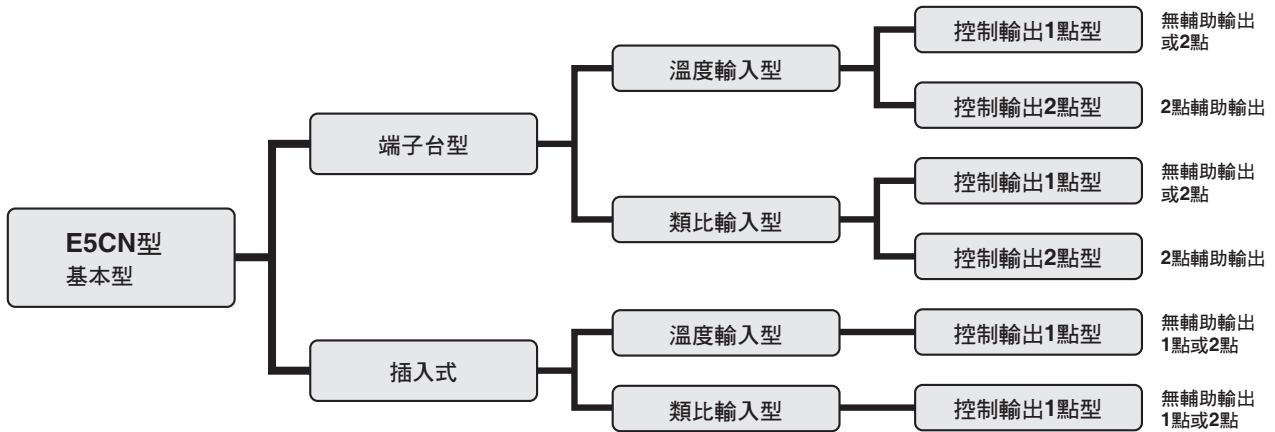 E5CN型
基本型
端子台型
溫度輸入型
控制輸出1點型
無輔助輸出
或2點
控制輸出2點型
2點輔助輸出
類比輸入型
控制輸出1點型
無輔助輸出
或2點
控制輸出2點型
2點輔助輸出
插入式
溫度輸入型
控制輸出1點型
無輔助輸出
1點或2點
類比輸入型
控制輸出1點型
無輔助輸出
1點或2點